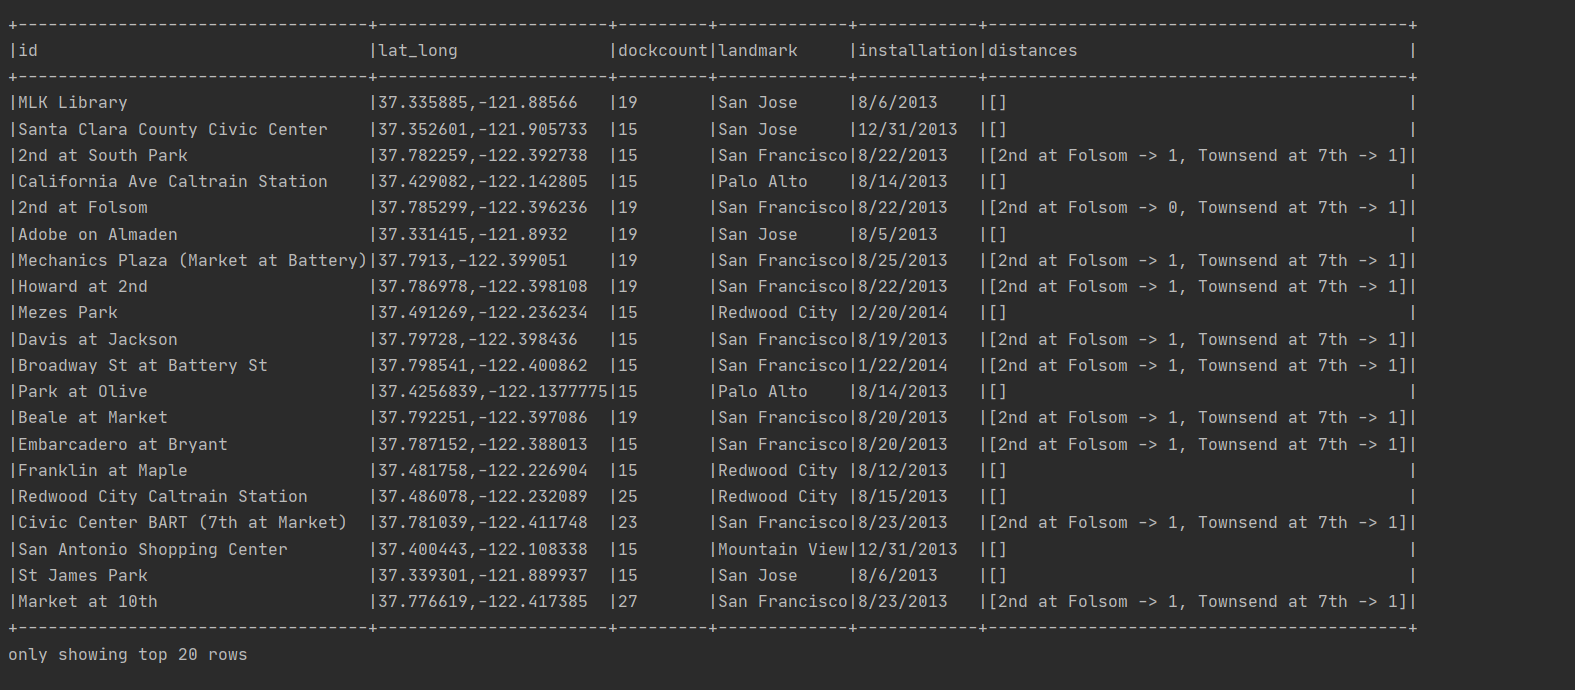 +-----------------------------------+-----------------------+---------+-------------+------------+------------------------------------------+
|id                                 |lat_long               |dockcount|landmark     |installation|distances                                 |
+-----------------------------------+-----------------------+---------+-------------+------------+------------------------------------------+
|MLK Library                        |37.335885,-121.88566   |19       |San Jose     |8/6/2013    |[]                                        |
|Santa Clara County Civic Center    |37.352601,-121.905733  |15       |San Jose     |12/31/2013  |[]                                        |
|2nd at South Park                  |37.782259,-122.392738  |15       |San Francisco|8/22/2013   |[2nd at Folsom -> 1, Townsend at 7th -> 1]|
|California Ave Caltrain Station    |37.429082,-122.142805  |15       |Palo Alto    |8/14/2013   |[]                                        |
|2nd at Folsom                      |37.785299,-122.396236  |19       |San Francisco|8/22/2013   |[2nd at Folsom -> 0, Townsend at 7th -> 1]|
|Adobe on Almaden                   |37.331415,-121.8932    |19       |San Jose     |8/5/2013    |[]                                        |
|Mechanics Plaza (Market at Battery)|37.7913,-122.399051    |19       |San Francisco|8/25/2013   |[2nd at Folsom -> 1, Townsend at 7th -> 1]|
|Howard at 2nd                      |37.786978,-122.398108  |19       |San Francisco|8/22/2013   |[2nd at Folsom -> 1, Townsend at 7th -> 1]|
|Mezes Park                         |37.491269,-122.236234  |15       |Redwood City |2/20/2014   |[]                                        |
|Davis at Jackson                   |37.79728,-122.398436   |15       |San Francisco|8/19/2013   |[2nd at Folsom -> 1, Townsend at 7th -> 1]|
|Broadway St at Battery St          |37.798541,-122.400862  |15       |San Francisco|1/22/2014   |[2nd at Folsom -> 1, Townsend at 7th -> 1]|
|Park at Olive                      |37.4256839,-122.1377775|15       |Palo Alto    |8/14/2013   |[]                                        |
|Beale at Market                    |37.792251,-122.397086  |19       |San Francisco|8/20/2013   |[2nd at Folsom -> 1, Townsend at 7th -> 1]|
|Embarcadero at Bryant              |37.787152,-122.388013  |15       |San Francisco|8/20/2013   |[2nd at Folsom -> 1, Townsend at 7th -> 1]|
|Franklin at Maple                  |37.481758,-122.226904  |15       |Redwood City |8/12/2013   |[]                                        |
|Redwood City Caltrain Station      |37.486078,-122.232089  |25       |Redwood City |8/15/2013   |[]                                        |
|Civic Center BART (7th at Market)  |37.781039,-122.411748  |23       |San Francisco|8/23/2013   |[2nd at Folsom -> 1, Townsend at 7th -> 1]|
|San Antonio Shopping Center        |37.400443,-122.108338  |15       |Mountain View|12/31/2013  |[]                                        |
|St James Park                      |37.339301,-121.889937  |15       |San Jose     |8/6/2013    |[]                                        |
|Market at 10th                     |37.776619,-122.417385  |27       |San Francisco|8/23/2013   |[2nd at Folsom -> 1, Townsend at 7th -> 1]|
+-----------------------------------+-----------------------+---------+-------------+------------+------------------------------------------+
only showing top 20 rows